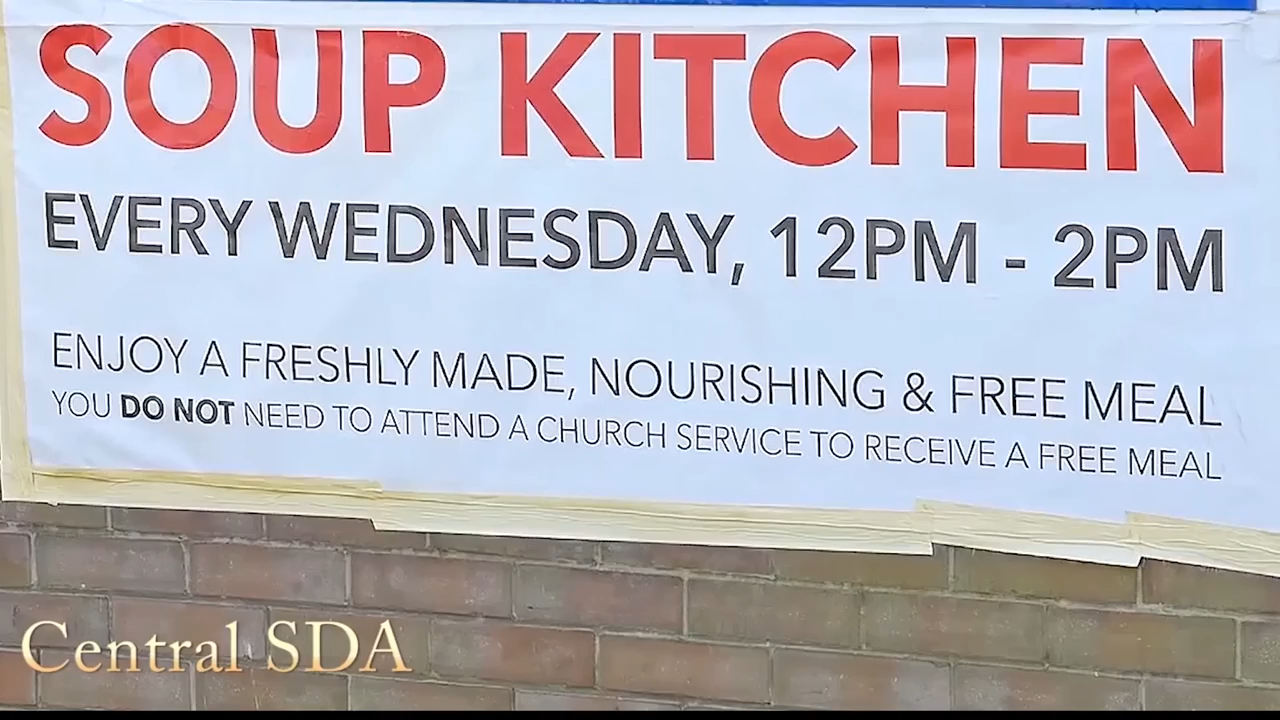 SOUP KITCHEN
EVERY WEDNESDAY, 12PM - 2PM
ENJOY A FRESHLY MADE, NOURISHING & FREE MEAL
YOU DO NOT NEED TO ATTEND A CHURCH SERVICE TO RECEIVE A FREE MEAL
Central SDA